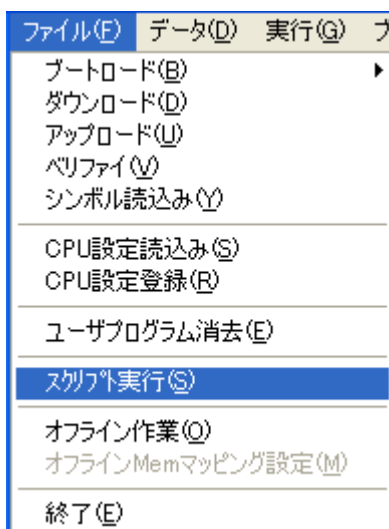 ファイル(F) データ(D) 実行(G)
ブートロード(B)
ダウンロード(D)
アップロード(U)
ベリファイ(V)
シンボル読込み(Y)
CPU設定読込み(S)
CPU設定登録(R)
ユーザプログラム消去(E)
ｽｸﾘﾌﾟﾄ実行(S)
オフライン作業(O)
オフラインMemマッピング設定(M)
終了(E)